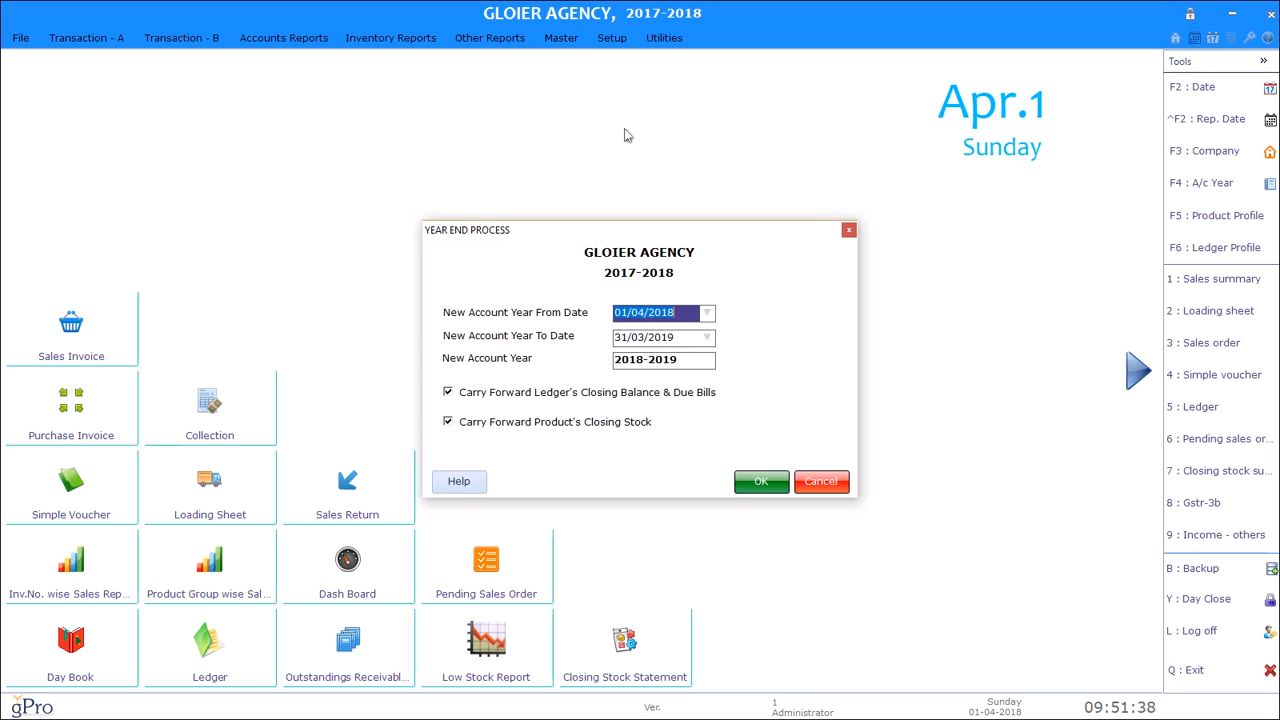 GLOIER AGENCY, 2017-2018
File Transaction - A Transaction - B Accounts Reports Inventory Reports Other Reports Master Setup Utilities
17
Tools »
Apr.1
Sunday
F2 : Date
17
^F2 : Rep. Date
F3 : Company
F4 : A/c Year
F5 : Product Profile
F6 : Ledger Profile
1 : Sales summary
2 : Loading sheet
3 : Sales order
4 : Simple voucher
5 : Ledger
6 : Pending sales or...
7 : Closing stock su...
8 : Gstr-3b
9 : Income - others
B : Backup
Y : Day Close
L : Log off
Q : Exit
YEAR END PROCESS
x
GLOIER AGENCY
2017-2018
New Account Year From Date 01/04/2018
New Account Year To Date 31/03/2019
New Account Year 2018-2019
Carry Forward Ledger's Closing Balance & Due Bills
Carry Forward Product's Closing Stock
Help OK Cancel
Sales Invoice
Purchase Invoice Collection
Simple Voucher Loading Sheet Sales Return
Inv.No. wise Sales Rep... Product Group wise Sal... Dash Board Pending Sales Order
Day Book Ledger Outstandings Receivabl... Low Stock Report Closing Stock Statement
gPro
Ver.
1
Administrator
Sunday
01-04-2018
09:51:38